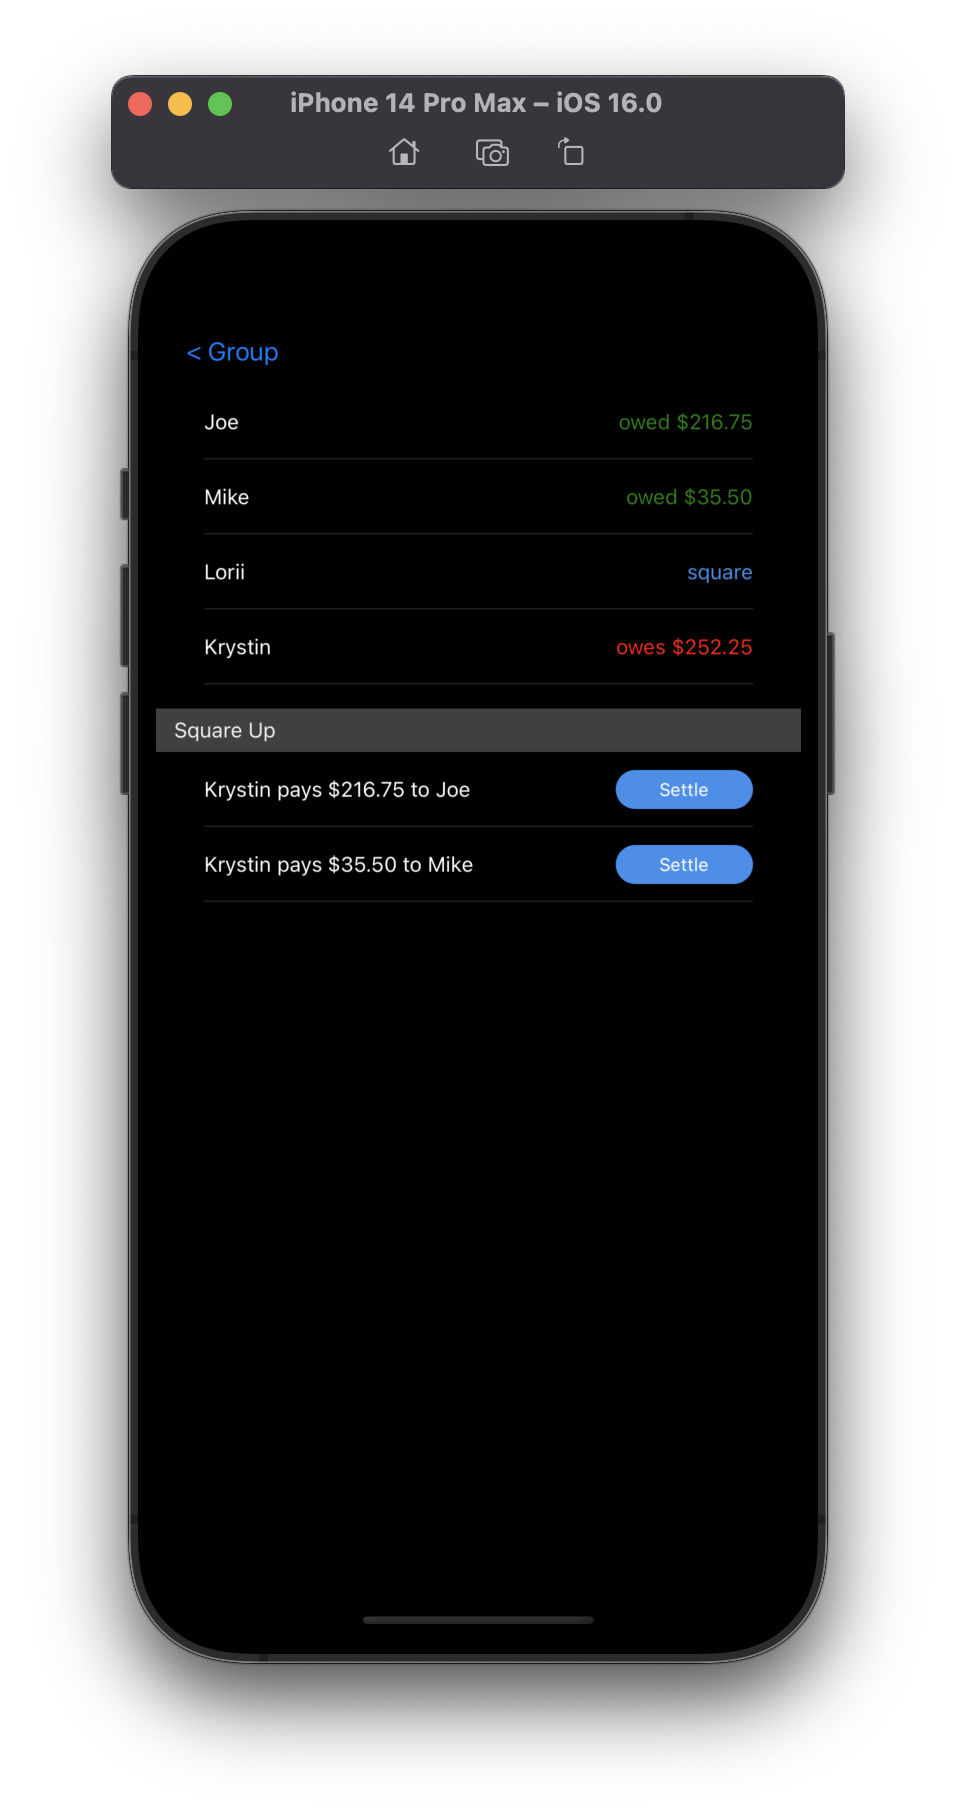 iPhone 14 Pro Max – iOS 16.0
< Group
Joe owed $216.75
Mike owed $35.50
Lorii square
Krystin owes $252.25
Square Up
Krystin pays $216.75 to Joe Settle
Krystin pays $35.50 to Mike Settle